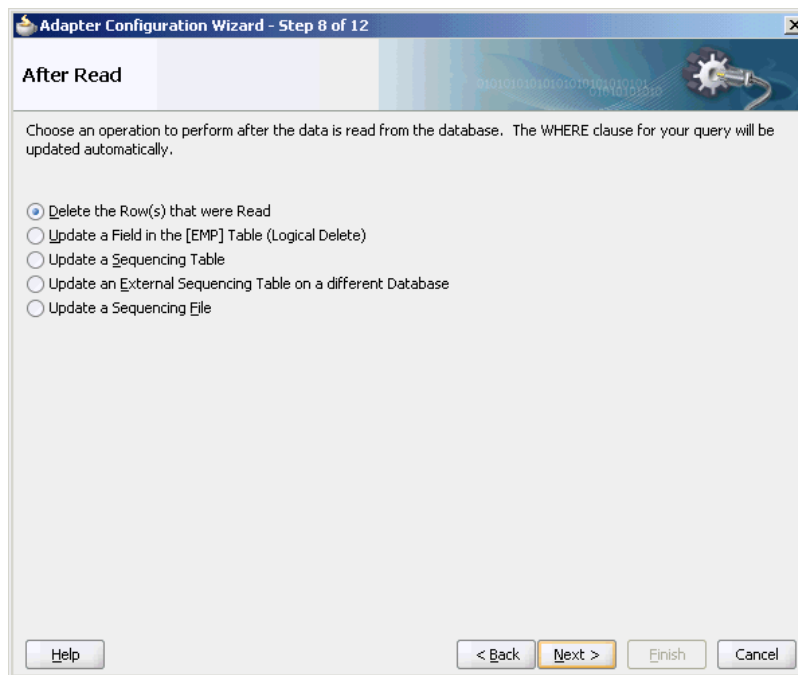 Adapter Configuration Wizard - Step 8 of 12
After Read
Choose an operation to perform after the data is read from the database. The WHERE clause for your query will be
updated automatically.
Delete the Row(s) that were Read
Update a Field in the [EMP] Table (Logical Delete)
Update a Sequencing Table
Update an External Sequencing Table on a different Database
Update a Sequencing File
Help
< Back
Next >
Finish
Cancel